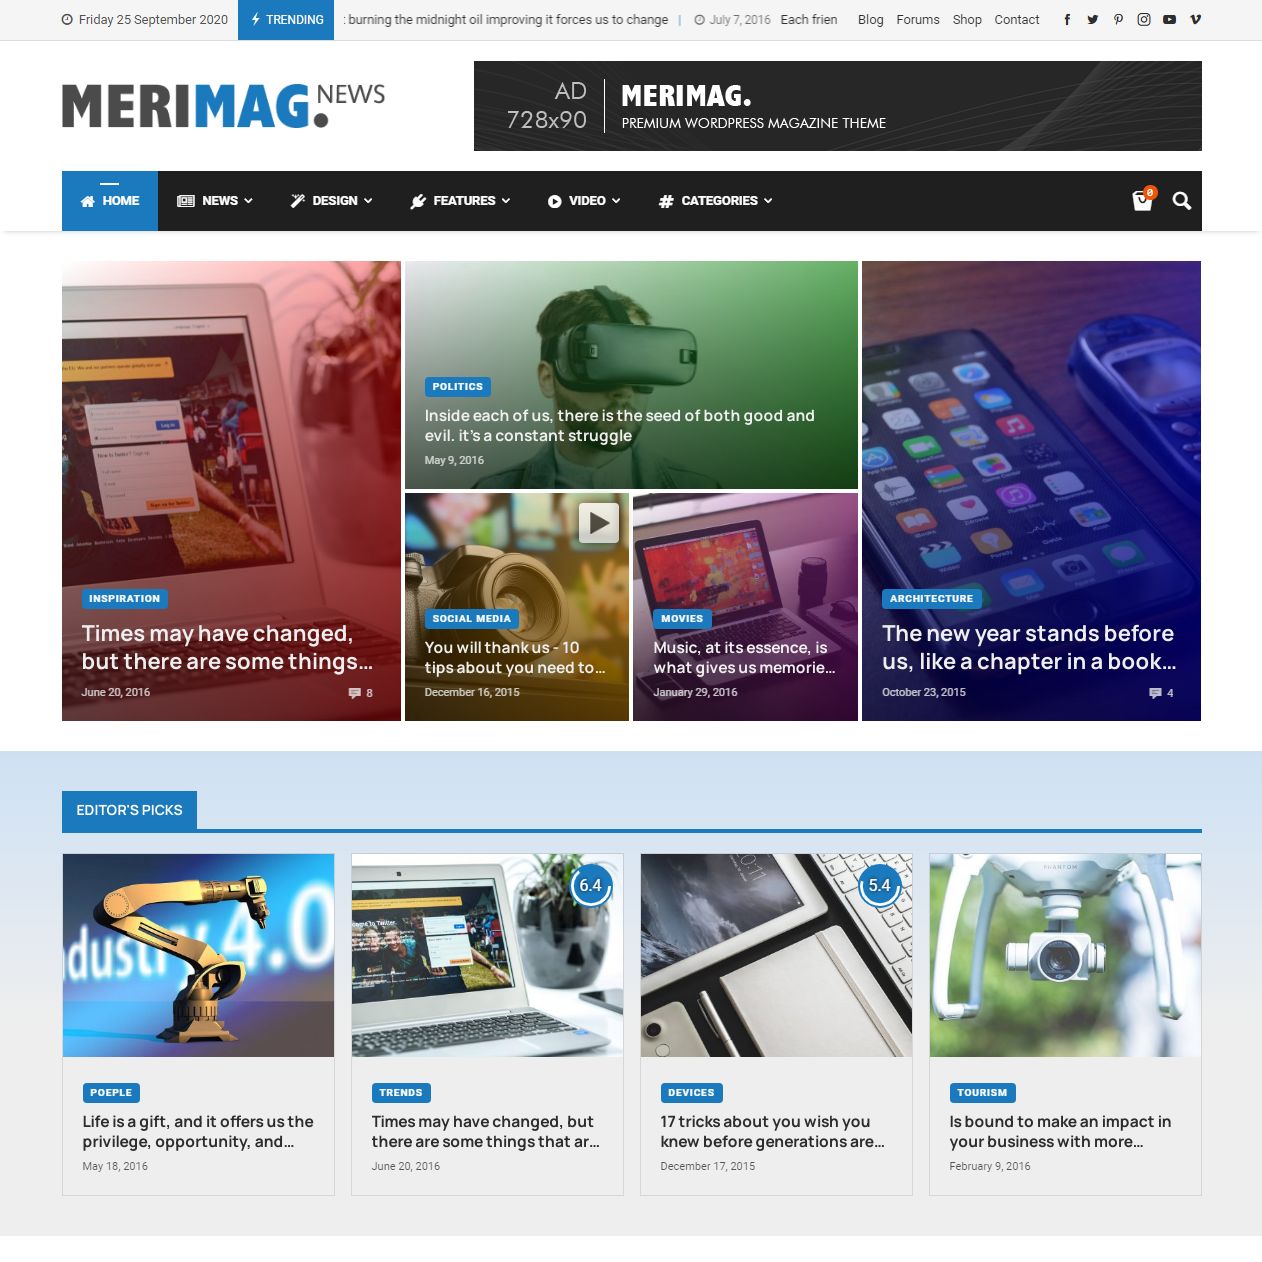 Friday 25 September 2020
TRENDING
: burning the midnight oil improving it forces us to change | July 7, 2016 Each frien
Blog Forums Shop Contact
MERIMAG. NEWS
AD
728x90
MERIMAG.
PREMIUM WORDPRESS MAGAZINE THEME
HOME NEWS DESIGN FEATURES VIDEO CATEGORIES 0
INSPIRATION
Times may have changed,
but there are some things...
June 20, 2016 8
POLITICS
Inside each of us, there is the seed of both good and
evil. it's a constant struggle
May 9, 2016
SOCIAL MEDIA
You will thank us - 10
tips about you need to...
December 16, 2015
MOVIES
Music, at its essence, is
what gives us memorie...
January 29, 2016
ARCHITECTURE
The new year stands before
us, like a chapter in a book...
October 23, 2015 4
EDITOR'S PICKS
ndustr 4.0
POEPLE
Life is a gift, and it offers us the
privilege, opportunity, and...
May 18, 2016
6.4
TRENDS
Times may have changed, but
there are some things that ar...
June 20, 2016
5.4
DEVICES
17 tricks about you wish you
knew before generations are...
December 17, 2015
PHANTOM
TOURISM
Is bound to make an impact in
your business with more...
February 9, 2016